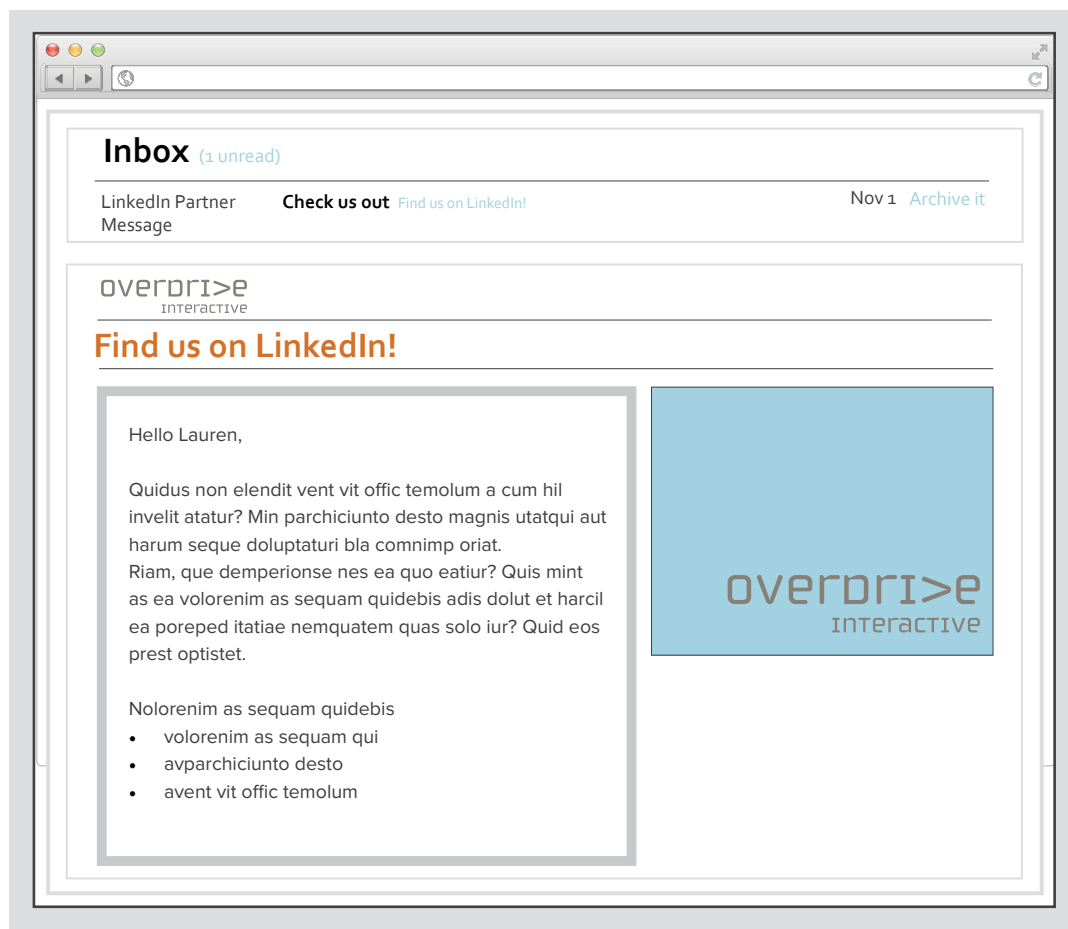 Inbox (1 unread)
LinkedIn Partner Message
Check us out Find us on LinkedIn!
Nov 1 Archive it
overdri>e
interactive
Find us on LinkedIn!
Hello Lauren,
Quidus non elendit vent vit offic temolum a cum hil
invelit atatur? Min parchiciunto desto magnis utatqui aut
harum seque doluptaturi bla comnimp oriat.
Riam, que demperionse nes ea quo eatiur? Quis mint
as ea volorenim as sequam quidebis adis dolut et harcil
ea poreped itatiae nemquatem quas solo iur? Quid eos
prest optistet.
Nolorenim as sequam quidebis
• volorenim as sequam qui
• avparchiciunto desto
• avent vit offic temolum
overdri>e
interactive